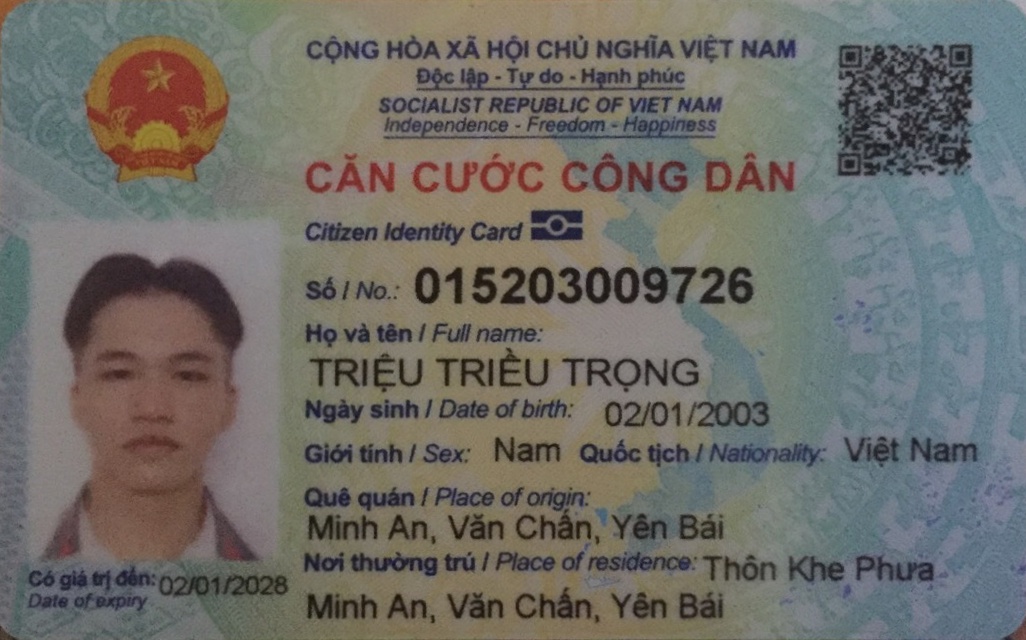 CỘNG HÒA XÃ HỘI CHỦ NGHĨA VIỆT NAM
Độc lập - Tự do - Hạnh phúc
SOCIALIST REPUBLIC OF VIET NAM
Independence - Freedom - Happiness
CĂN CƯỚC CÔNG DÂN
Citizen Identity Card
Số / No.: 015203009726
Họ và tên / Full name:
TRIỆU TRIỀU TRỌNG
Ngày sinh / Date of birth: 02/01/2003
Giới tính / Sex: Nam Quốc tịch / Nationality: Việt Nam
Quê quán / Place of origin:
Minh An, Văn Chấn, Yên Bái
Nơi thường trú / Place of residence: Thôn Khe Phưa
Minh An, Văn Chấn, Yên Bái
Có giá trị đến: 02/01/2028
Date of expiry